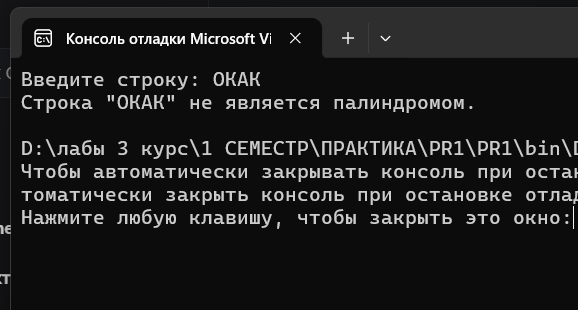 Консоль отладки Microsoft Vi
Введите строку: ОКАК
Строка "ОКАК" не является палиндромом.
D:\лабы 3 курс\1 СЕМЕСТР\ПРАКТИКА\PR1\PR1\bin\D
Чтобы автоматически закрывать консоль при остан
томатически закрыть консоль при остановке отлад
Нажмите любую клавишу, чтобы закрыть это окно: